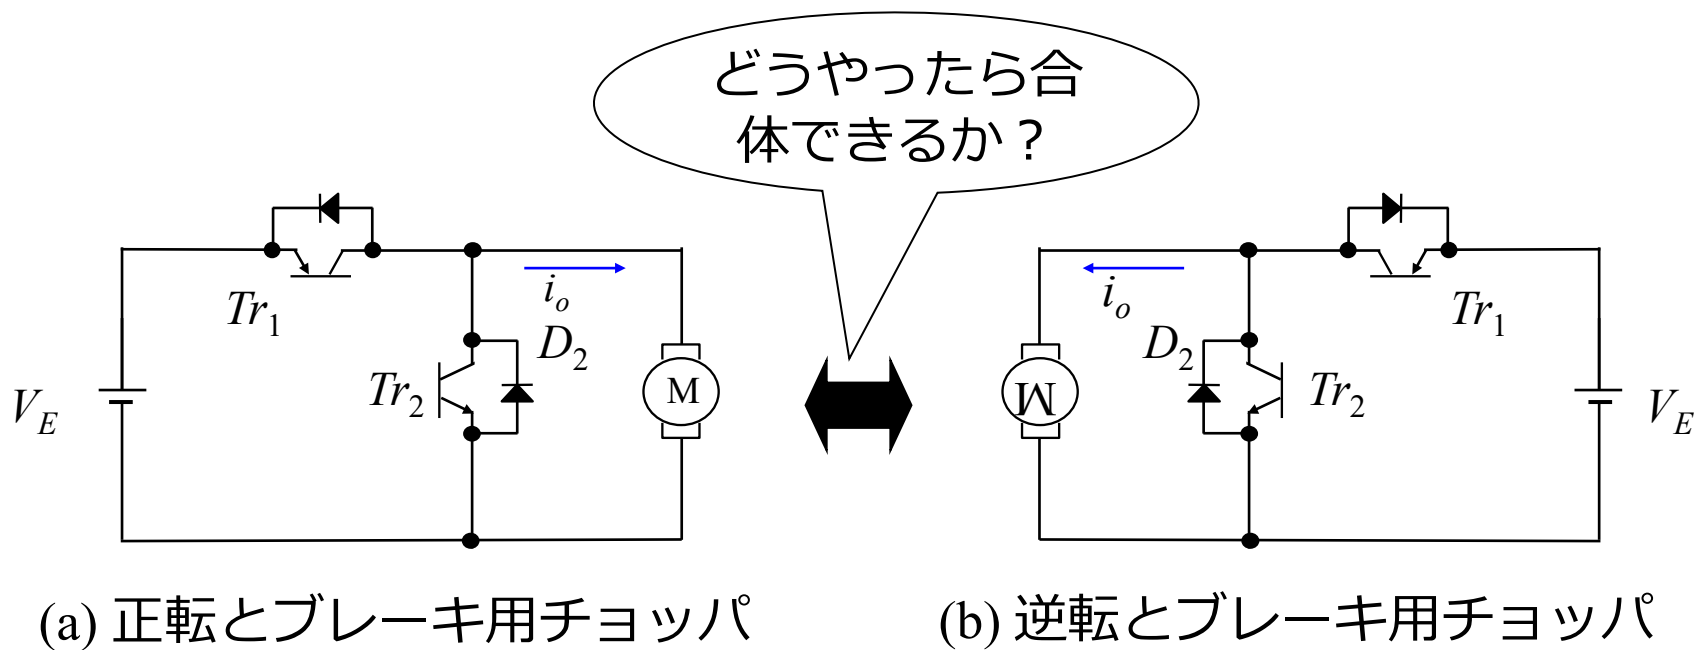 どうやったら合
体できるか？
Tr1
io
D2
Tr2
M
VE
io
D2
Tr1
M
Tr2
VE
(a) 正転とブレーキ用チョッパ
(b) 逆転とブレーキ用チョッパ